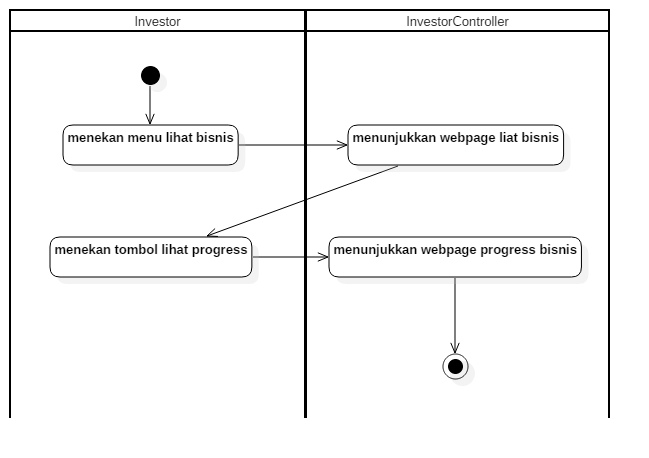 Investor
InvestorController
menekan menu lihat bisnis
menunjukkan webpage liat bisnis
menekan tombol lihat progress
menunjukkan webpage progress bisnis